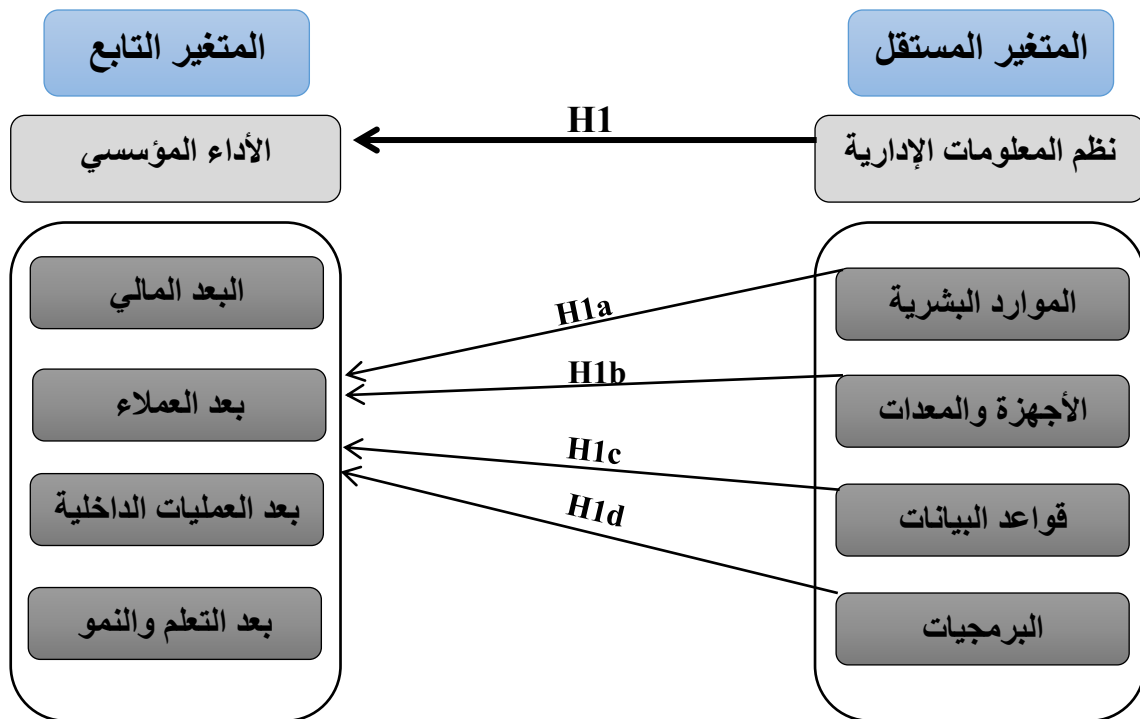 المتغير المستقل
المتغير التابع
نظم المعلومات الإدارية
H1
الأداء المؤسسي
الموارد البشرية
H1a
البعد المالي
الأجهزة والمعدات
H1b
بعد العملاء
قواعد البيانات
H1c
بعد العمليات الداخلية
البرمجيات
H1d
بعد التعلم والنمو